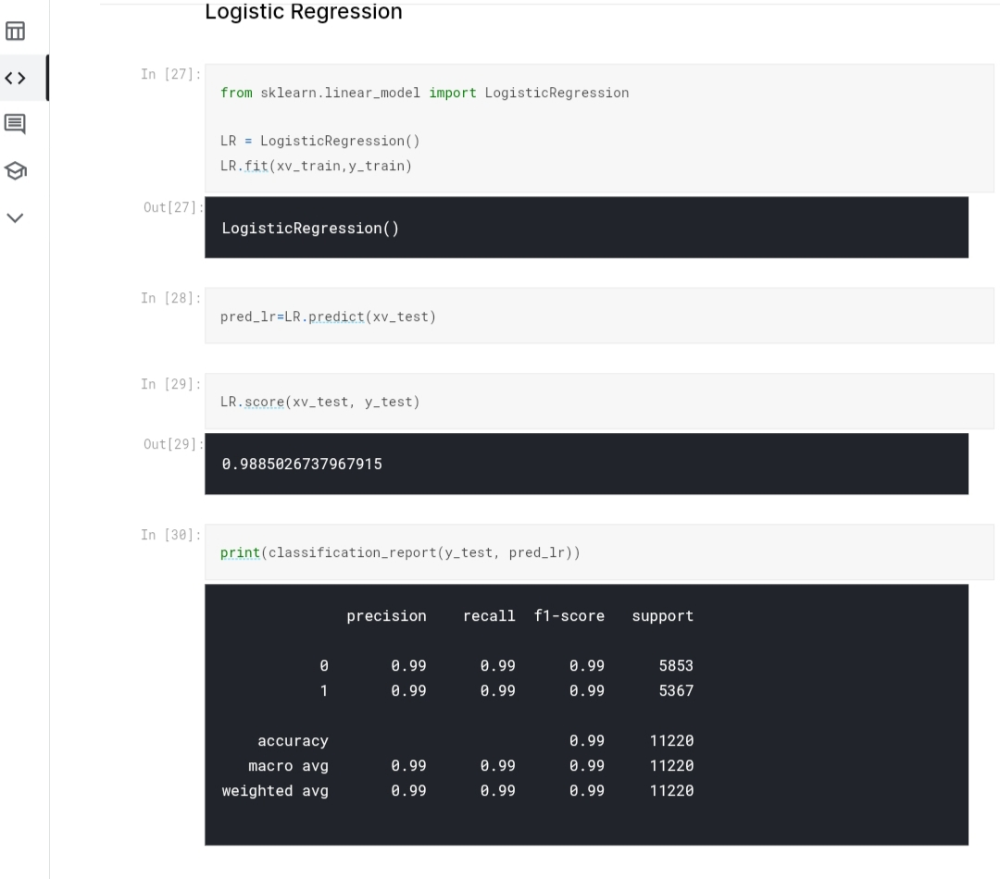 Logistic Regression
In [27]:
from sklearn.linear_model import LogisticRegression
LR = LogisticRegression()
LR.fit(xv_train,y_train)
Out[27]:
LogisticRegression()
In [28]:
pred_lr=LR.predict(xv_test)
In [29]:
LR.score(xv_test, y_test)
Out[29]:
0.9885026737967915
In [30]:
print(classification_report(y_test, pred_lr))
precision recall f1-score support
0 0.99 0.99 0.99 5853
1 0.99 0.99 0.99 5367
accuracy 0.99 11220
macro avg 0.99 0.99 0.99 11220
weighted avg 0.99 0.99 0.99 11220